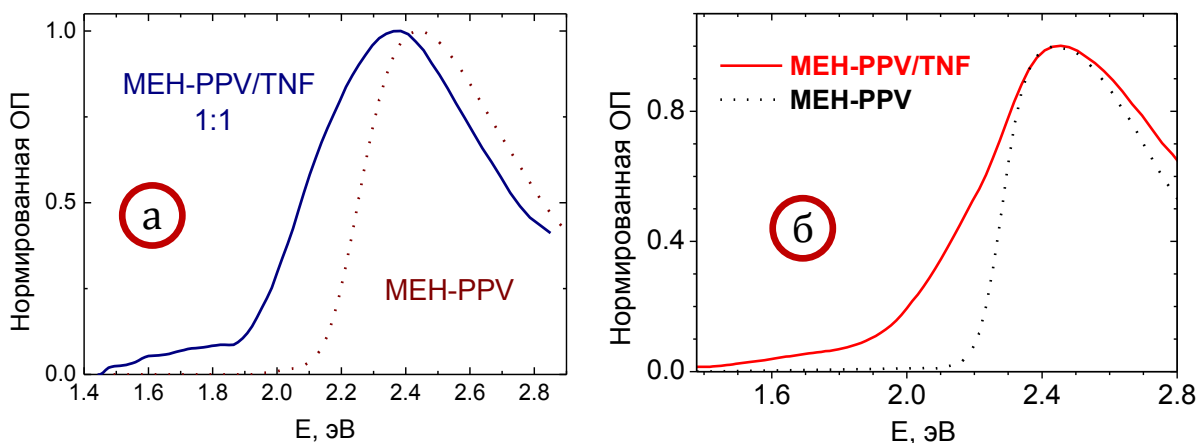 Нормированная ОП
1.0
0.5
0.0
MEH-PPV/TNF
1:1
а
MEH-PPV
1.4 1.6 1.8 2.0 2.2 2.4 2.6 2.8
E, эВ
Нормированная ОП
0.8
0.4
0.0
MEH-PPV/TNF
MEH-PPV
б
1.6 2.0 2.4 2.8
E, эВ